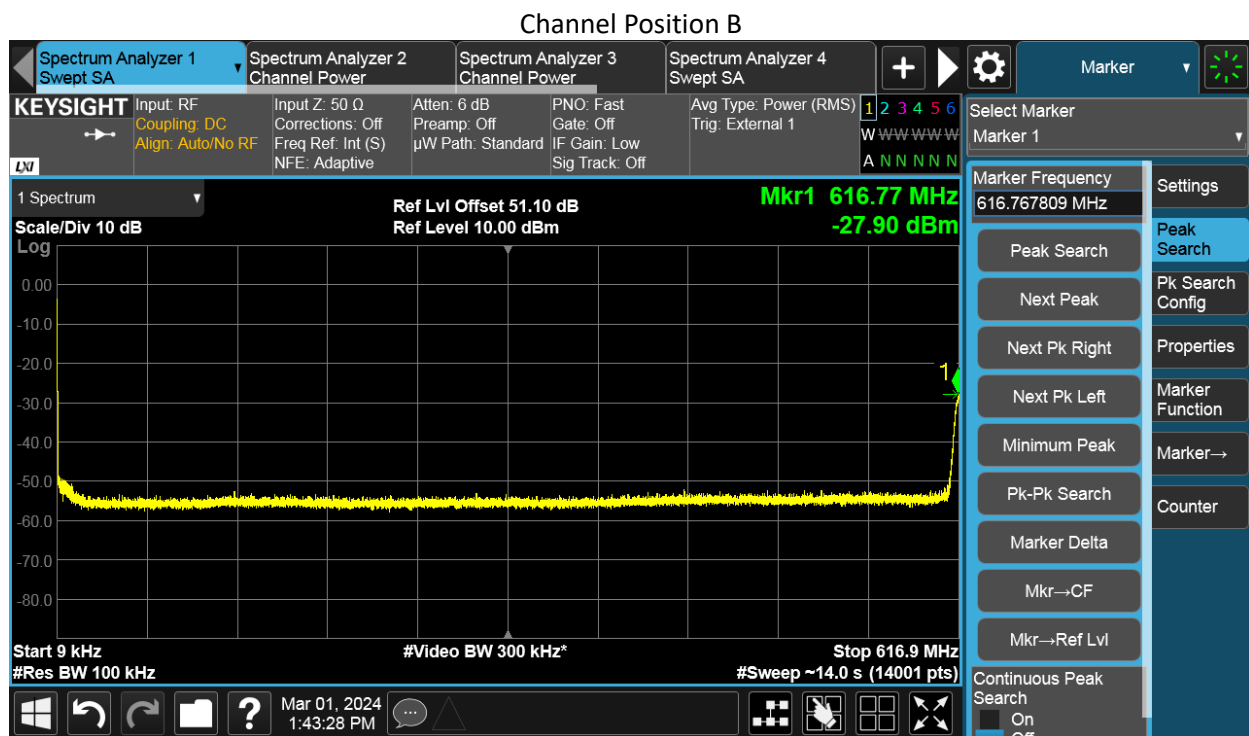 Channel Position B
Spectrum Analyzer 1
Swept SA
Spectrum Analyzer 2
Channel Power
Spectrum Analyzer 3
Channel Power
Spectrum Analyzer 4
Swept SA
+
Marker
KEYSIGHT
LXI
Input: RF
Coupling: DC
Align: Auto/No RF
Input Z: 50 Ω
Corrections: Off
Freq Ref: Int (S)
NFE: Adaptive
Atten: 6 dB
Preamp: Off
µW Path: Standard
PNO: Fast
Gate: Off
IF Gain: Low
Sig Track: Off
Avg Type: Power (RMS)
Trig: External 1
1 2 3 4 5 6
W W W W W W
A N N N N N
Select Marker
Marker 1
1 Spectrum
Scale/Div 10 dB
Log
Ref Lvl Offset 51.10 dB
Ref Level 10.00 dBm
Mkr1 616.77 MHz
-27.90 dBm
0.00
-10.0
-20.0
-30.0
-40.0
-50.0
-60.0
-70.0
-80.0
1
Start 9 kHz
#Res BW 100 kHz
#Video BW 300 kHz*
Stop 616.9 MHz
#Sweep ~14.0 s (14001 pts)
Marker Frequency
616.767809 MHz
Peak Search
Next Peak
Next Pk Right
Next Pk Left
Minimum Peak
Pk-Pk Search
Marker Delta
Mkr→CF
Mkr→Ref Lvl
Continuous Peak
Search
On
Off
Settings
Peak
Search
Pk Search
Config
Properties
Marker
Function
Marker→
Counter
?
Mar 01, 2024
1:43:28 PM